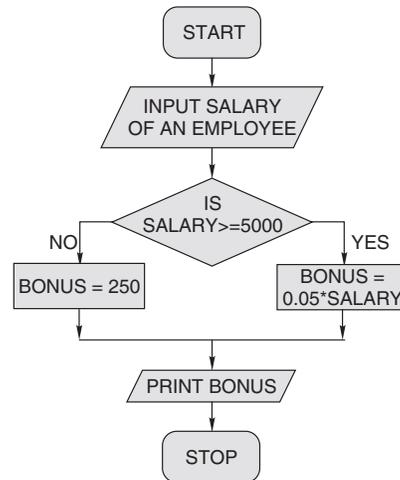 START
INPUT SALARY
OF AN EMPLOYEE
IS
SALARY>=5000
NO
YES
BONUS = 250
BONUS =
0.05*SALARY
PRINT BONUS
STOP